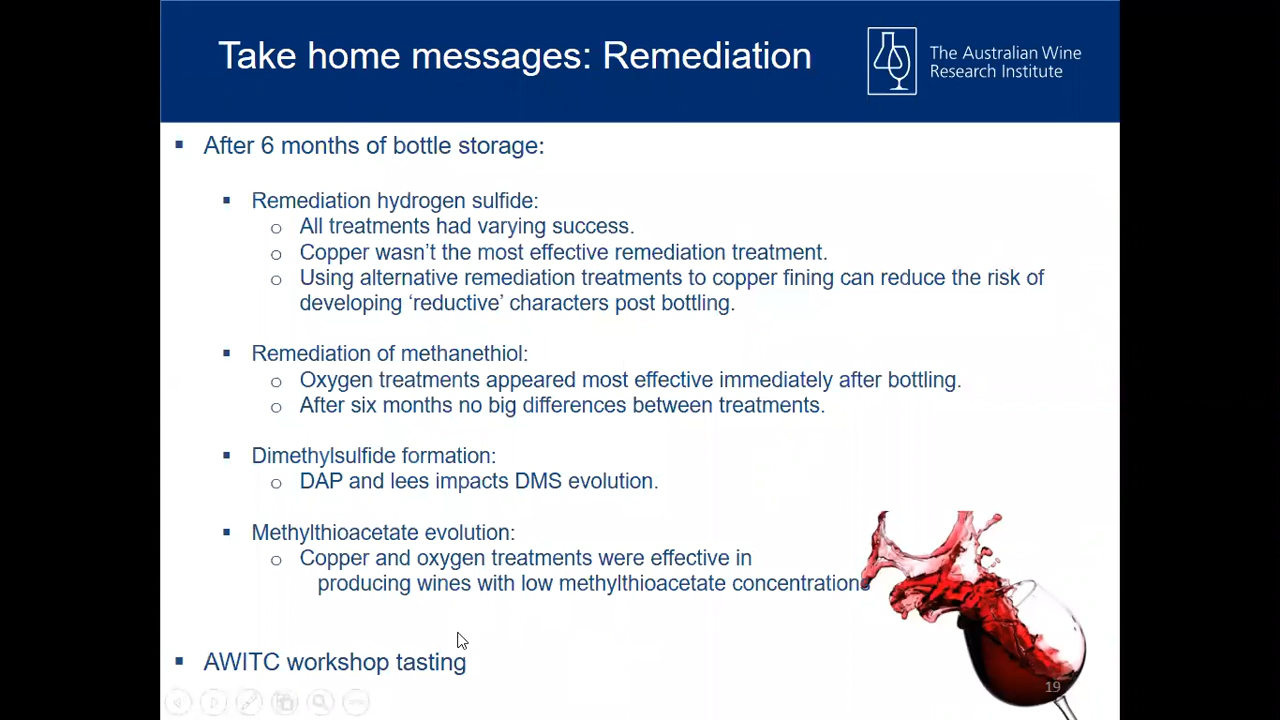 Take home messages: Remediation
The Australian Wine
Research Institute
▪ After 6 months of bottle storage:
▪ Remediation hydrogen sulfide:
o All treatments had varying success.
o Copper wasn’t the most effective remediation treatment.
o Using alternative remediation treatments to copper fining can reduce the risk of
developing ‘reductive’ characters post bottling.
▪ Remediation of methanethiol:
o Oxygen treatments appeared most effective immediately after bottling.
o After six months no big differences between treatments.
▪ Dimethylsulfide formation:
o DAP and lees impacts DMS evolution.
▪ Methylthioacetate evolution:
o Copper and oxygen treatments were effective in
producing wines with low methylthioacetate concentrations
▪ AWITC workshop tasting
19